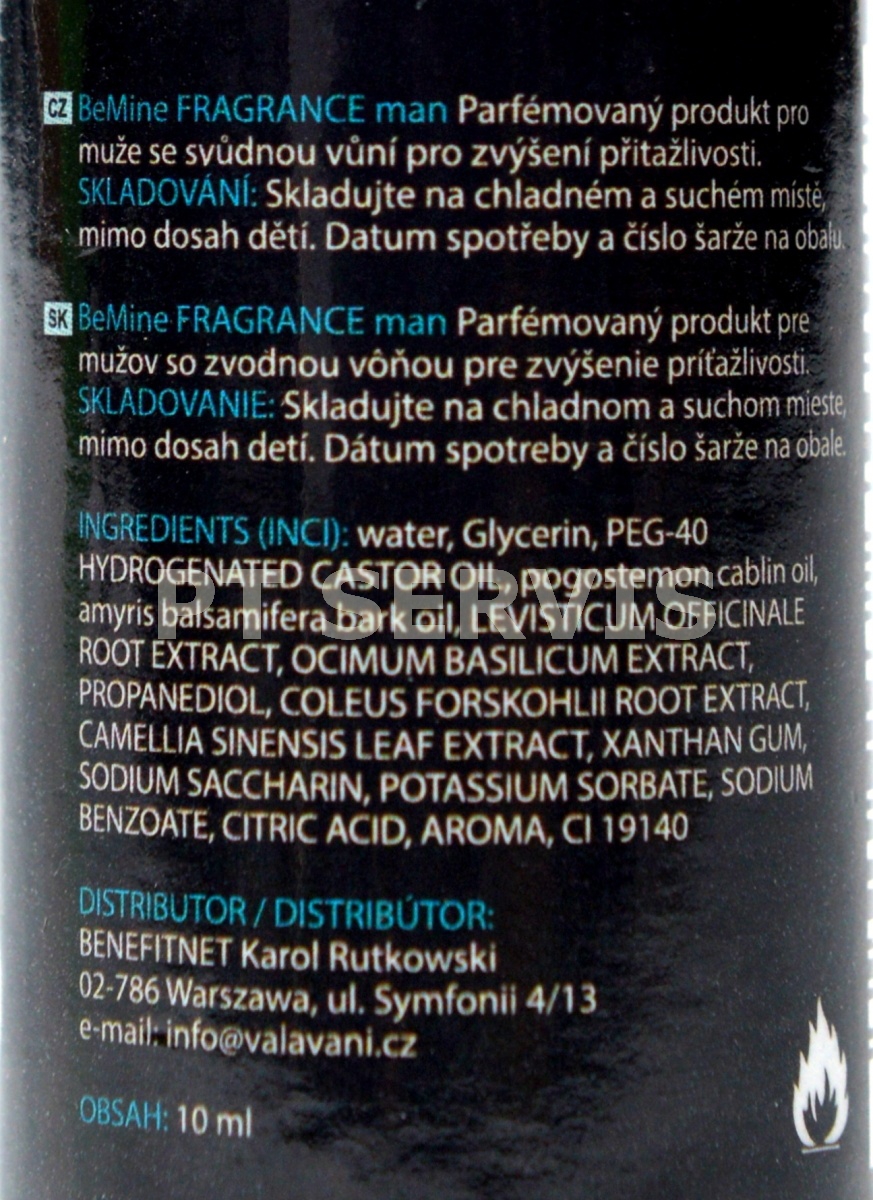 CZ BeMine FRAGRANCE man Parfémovaný produkt pro
muže se svůdnou vůní pro zvýšení přitažlivosti.
SKLADOVÁNÍ: Skladujte na chladném a suchém místě,
mimo dosah dětí. Datum spotřeby a číslo šarže na obalu.
SK BeMine FRAGRANCE man Parfémovaný produkt pre
mužov so zvodnou vôňou pre zvýšenie príťažlivosti.
SKLADOVANIE: Skladujte na chladnom a suchom mieste,
mimo dosah detí. Dátum spotreby a číslo šarže na obale.
INGREDIENTS (INCI): water, Glycerin, PEG-40
HYDROGENATED CASTOR OIL, pogostemon cablin oil,
amyris balsamifera bark oil, LEVISTICUM OFFICINALE
PT SERVIS
ROOT EXTRACT, OCIMUM BASILICUM EXTRACT,
PROPANEDIOL, COLEUS FORSKOHLII ROOT EXTRACT,
CAMELLIA SINENSIS LEAF EXTRACT, XANTHAN GUM,
SODIUM SACCHARIN, POTASSIUM SORBATE, SODIUM
BENZOATE, CITRIC ACID, AROMA, CI 19140
DISTRIBUTOR / DISTRIBÚTOR:
BENEFITNET Karol Rutkowski
02-786 Warszawa, ul. Symfonii 4/13
e-mail: info@valavani.cz
OBSAH: 10 ml